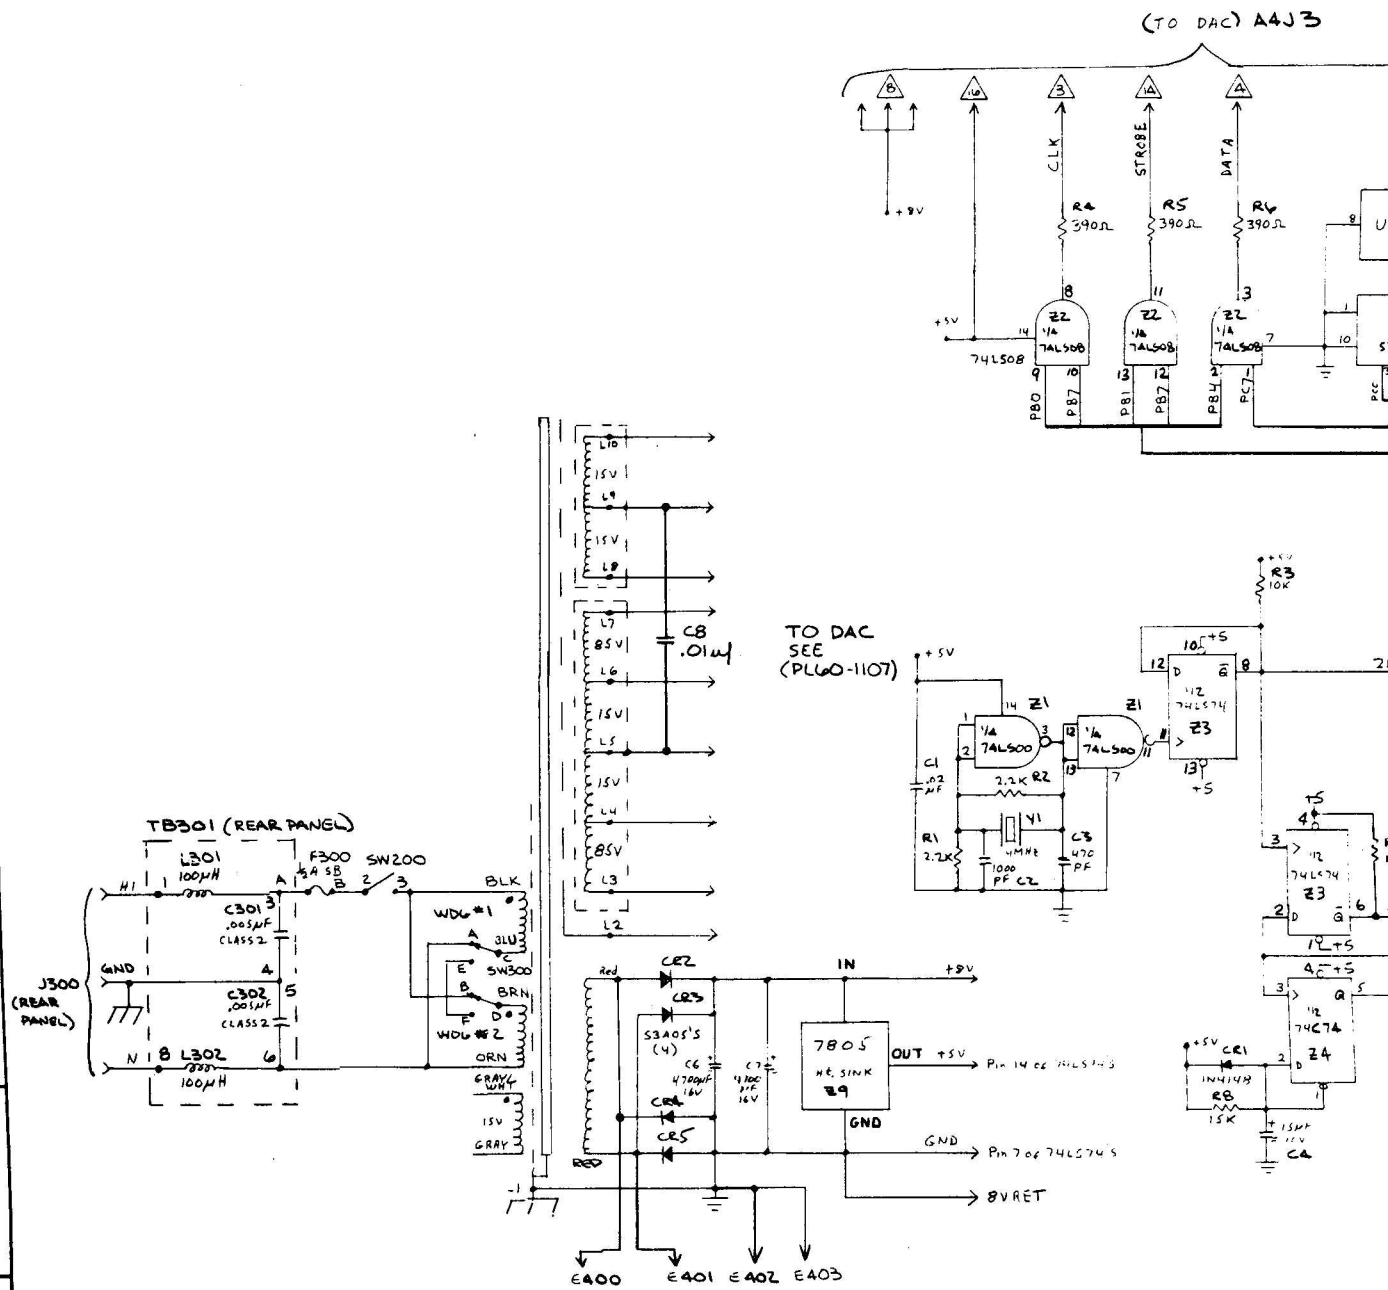 (TO DAC) A4J3
8
16
3
14
4
CLK
STROBE
DATA
+8V
R4
390Ω
R5
390Ω
R6
390Ω
8
U
8
11
3
+5V
14
74LS08
Z2
1/4
74LS08
Z2
1/4
74LS08
Z2
1/4
74LS08
7
1
10
9
10
13
12
2
1
PB0
PB7
PB1
PB7
PB4
PC7
L10
15V
L9
15V
L8
L7
85V
L6
15V
L5
15V
L4
85V
L3
L2
C8
.01μf
TO DAC
SEE
(PL60-1107)
+5V
R3
10K
+5V
10
+5
12
D
Q
8
1/2
74LS74
Z3
11
13
+5
14
Z1
1
2
1/4
74LS00
3
Z1
12
13
1/4
74LS00
11
7
C1
.02
μF
2.2K R2
Y1
4MHZ
R1
2.2K
1000
PF C2
C3
470
PF
+5
4
3
1/2
74LS74
Z3
2
D
Q
6
1
+5
4
+5
3
Q
5
1/2
74C74
Z4
2
D
1
+5V
CR1
1N4148
R8
15K
15μF
C4
TB301 (REAR PANEL)
L301
100μH
HI
1
A
3
F300
½A SB
B
SW200
2
3
C301
.005μF
CLASS 2
GND
4
5
J300
(REAR
PANEL)
C302
.005μF
CLASS 2
N
8
L302
100μH
6
BLK
WDG #1
A
BLU
C
E
SW300
B
BRN
F
D
WDG #2
ORN
GRAY &
WHT
15V
GRAY
Red
RED
CR2
CR3
S3A05'S
(4)
C6
4700μF
16V
C7
4700
μF
16V
CR4
CR5
IN
+8V
7805
HT. SINK
Z9
OUT
+5V
Pin 14 of 74LS74's
GND
GND
Pin 7 of 74LS74's
8V RET
E400
E401
E402
E403